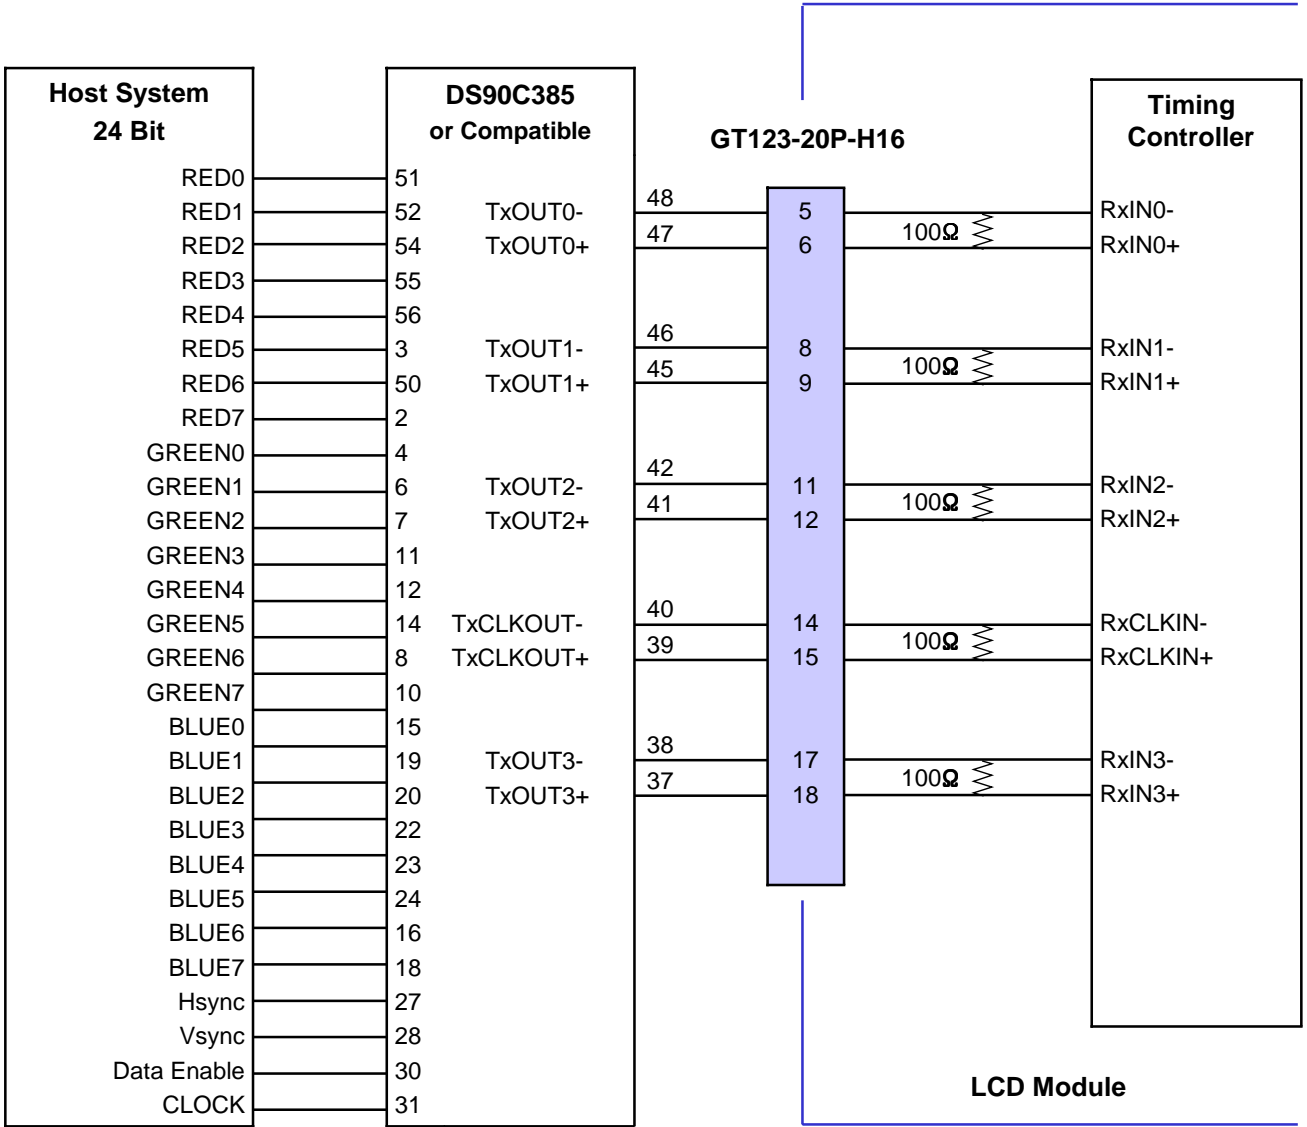 Host System
24 Bit
RED0
RED1
RED2
RED3
RED4
RED5
RED6
RED7
GREEN0
GREEN1
GREEN2
GREEN3
GREEN4
GREEN5
GREEN6
GREEN7
BLUE0
BLUE1
BLUE2
BLUE3
BLUE4
BLUE5
BLUE6
BLUE7
Hsync
Vsync
Data Enable
CLOCK
DS90C385
or Compatible
51
52
54
55
56
3
50
2
4
6
7
11
12
14
8
10
15
19
20
22
23
24
16
18
27
28
30
31
TxOUT0-
TxOUT0+
TxOUT1-
TxOUT1+
TxOUT2-
TxOUT2+
TxCLKOUT-
TxCLKOUT+
TxOUT3-
TxOUT3+
48
47
46
45
42
41
40
39
38
37
GT123-20P-H16
5
6
8
9
11
12
14
15
17
18
100Ω
100Ω
100Ω
100Ω
100Ω
Timing
Controller
RxIN0-
RxIN0+
RxIN1-
RxIN1+
RxIN2-
RxIN2+
RxCLKIN-
RxCLKIN+
RxIN3-
RxIN3+
LCD Module